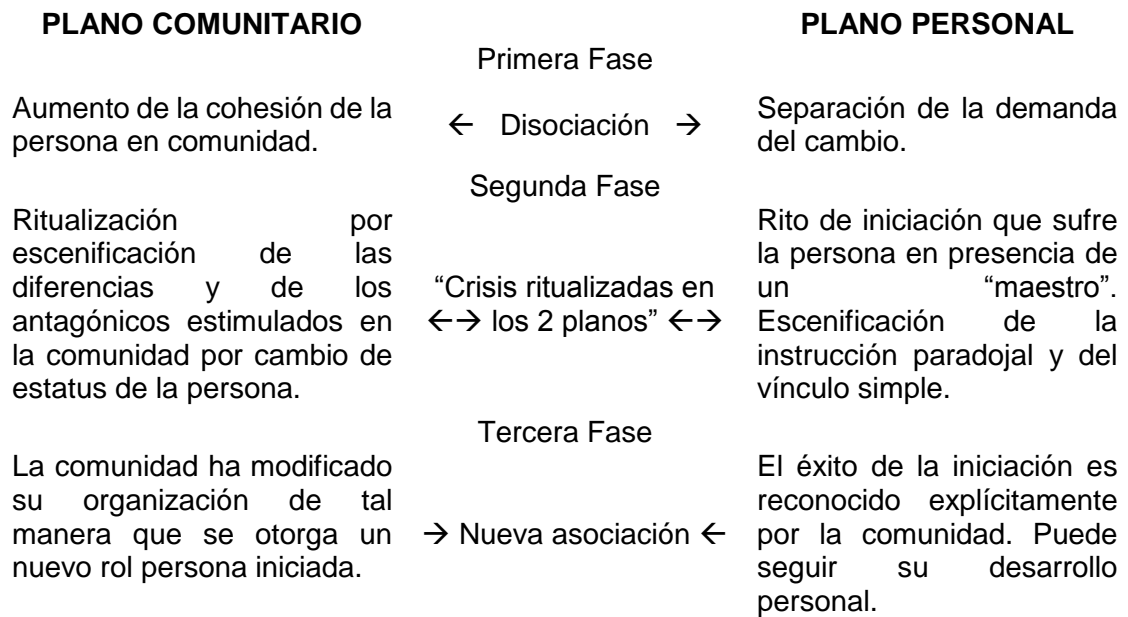 PLANO COMUNITARIO
PLANO PERSONAL
Primera Fase
Aumento de la cohesión de la
persona en comunidad.
← Disociación →
Separación de la demanda
del cambio.
Segunda Fase
Ritualización por
escenificación de las
diferencias y de los
antagónicos estimulados en
la comunidad por cambio de
estatus de la persona.
“Crisis ritualizadas en
←→ los 2 planos” ←→
Rito de iniciación que sufre
la persona en presencia de
un “maestro”.
Escenificación de la
instrucción paradojal y del
vínculo simple.
Tercera Fase
La comunidad ha modificado
su organización de tal
manera que se otorga un
nuevo rol persona iniciada.
→ Nueva asociación ←
El éxito de la iniciación es
reconocido explícitamente
por la comunidad. Puede
seguir su desarrollo
personal.